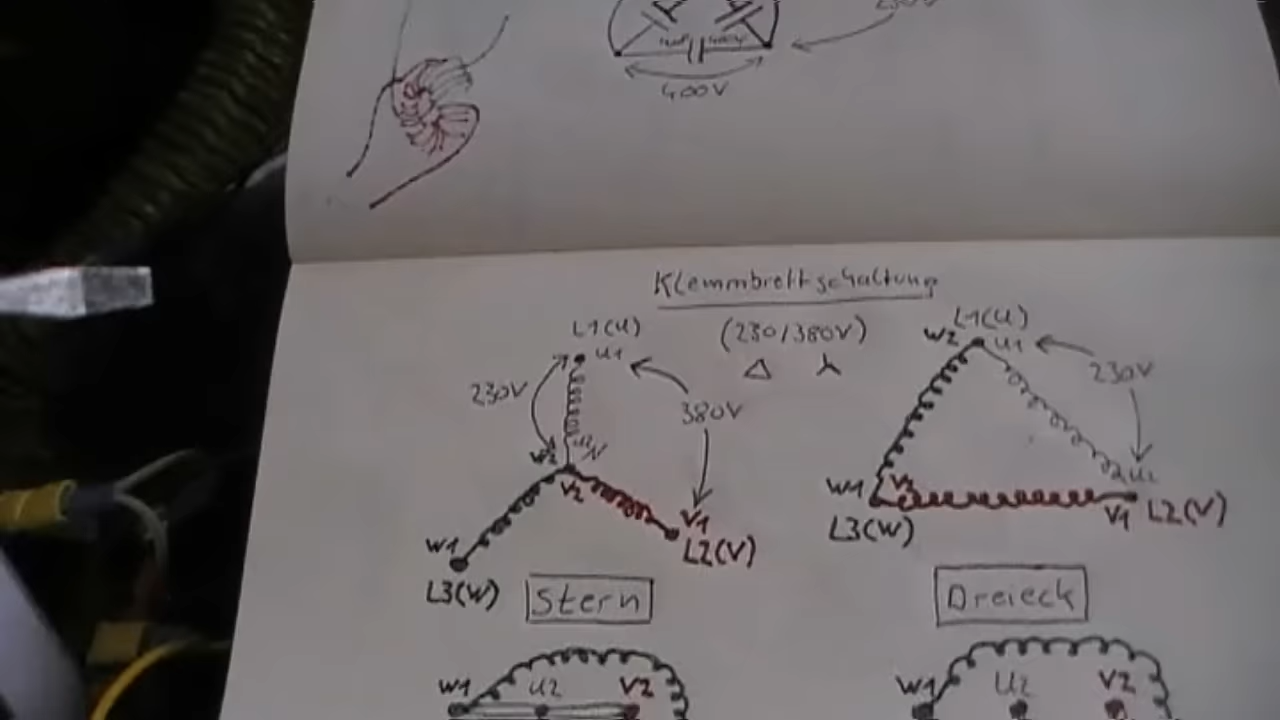 230V
400V
Klemmbrettschaltung
(230/380V)
Δ Y
L1(U)
U1
230V
380V
W2
V2
V1
L2(V)
W1
L3(W)
Stern
L1(U)
W2 U1
230V
U2
W1 V2
V1 L2(V)
L3(W)
Dreieck
W1 U2 V2
W1 U2 V2